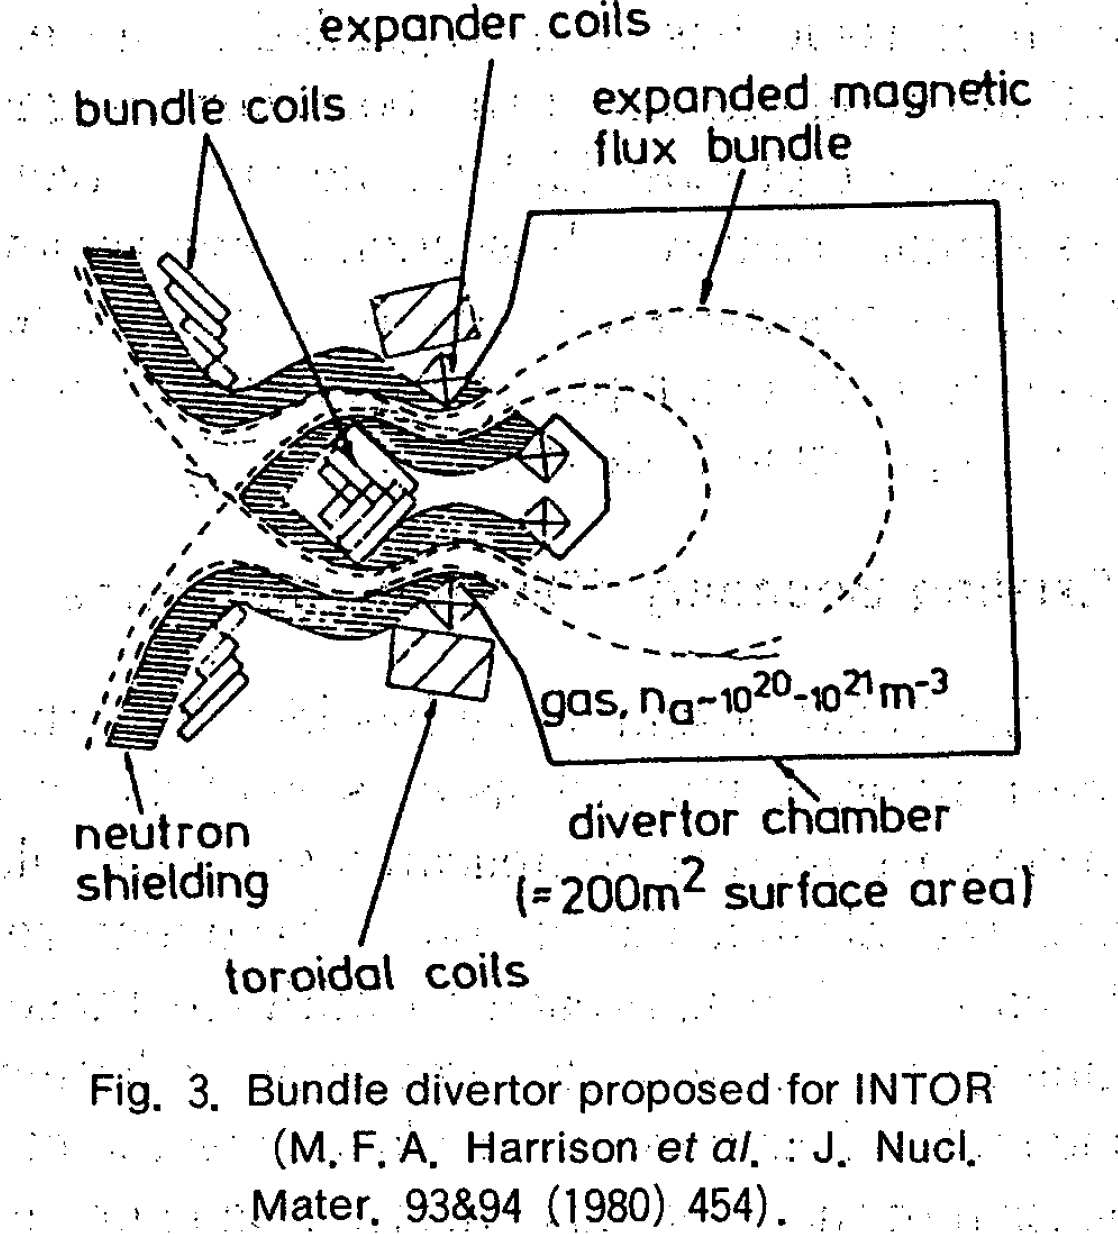 expander coils
bundle coils
expanded magnetic
flux bundle
gas, nₐ~10²⁰-10²¹m⁻³
neutron
shielding
divertor chamber
(=200m² surface area)
toroidal coils
Fig. 3. Bundle divertor proposed for INTOR
(M. F. A. Harrison et al. : J. Nucl.
Mater. 93&94 (1980) 454).